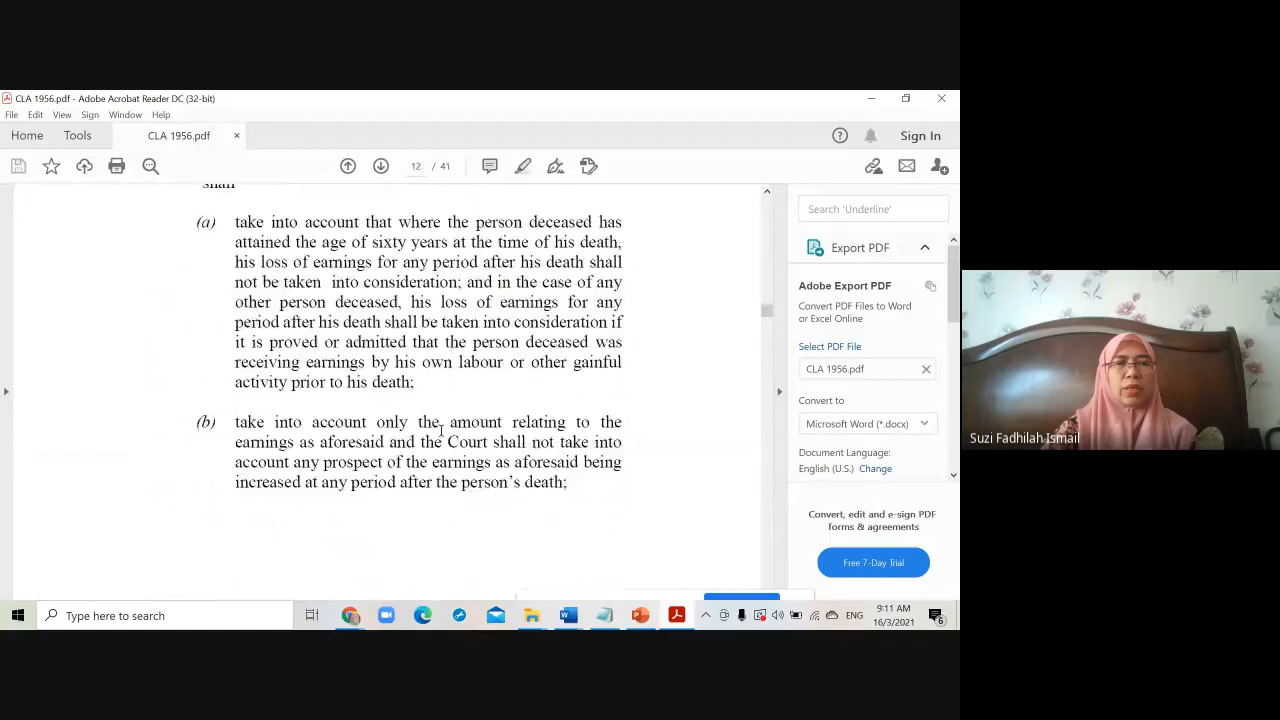 CLA 1956.pdf - Adobe Acrobat Reader DC (32-bit)
File Edit View Sign Window Help
Home Tools CLA 1956.pdf × Sign In
12 / 41
shall
(a) take into account that where the person deceased has
attained the age of sixty years at the time of his death,
his loss of earnings for any period after his death shall
not be taken into consideration; and in the case of any
other person deceased, his loss of earnings for any
period after his death shall be taken into consideration if
it is proved or admitted that the person deceased was
receiving earnings by his own labour or other gainful
activity prior to his death;
(b) take into account only the amount relating to the
earnings as aforesaid and the Court shall not take into
account any prospect of the earnings as aforesaid being
increased at any period after the person's death;
Search 'Underline'
Export PDF
Adobe Export PDF
Convert PDF Files to Word
or Excel Online
Select PDF File
CLA 1956.pdf
Convert to
Microsoft Word (*.docx)
Document Language:
English (U.S.) Change
Convert, edit and e-sign PDF
forms & agreements
Free 7-Day Trial
Suzi Fadhilah Ismail
Type here to search
ENG
9:11 AM
16/3/2021
6